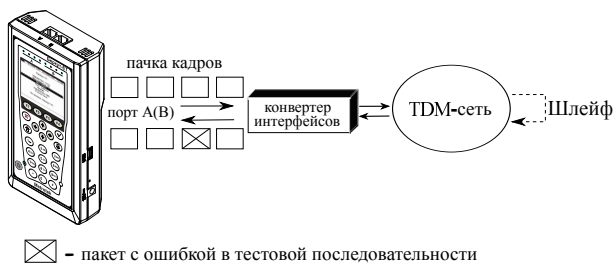 пачка кадров
порт А(В)
конвертер
интерфейсов
TDM-сеть
Шлейф
– пакет с ошибкой в тестовой последовательности